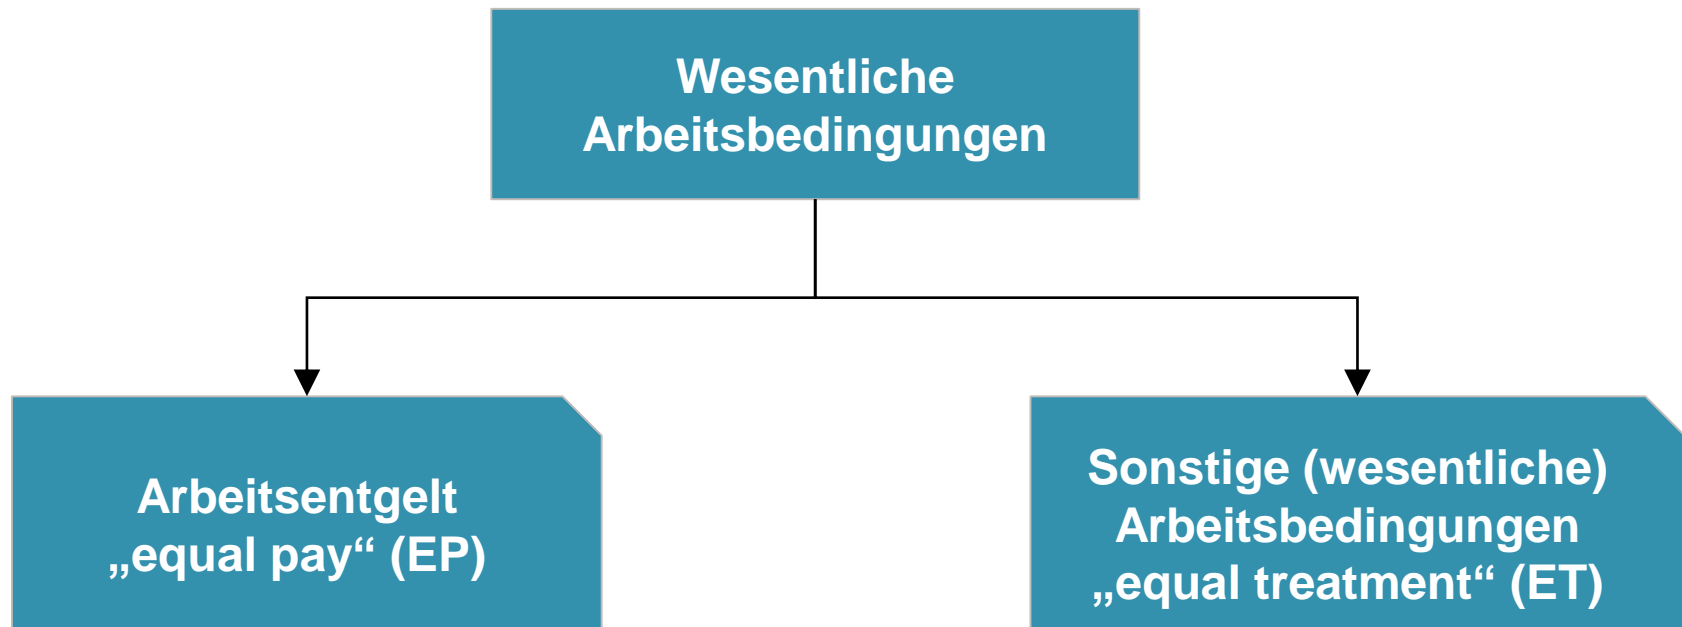 Wesentliche
Arbeitsbedingungen
Arbeitsentgelt
„equal pay“ (EP)
Sonstige (wesentliche)
Arbeitsbedingungen
„equal treatment“ (ET)